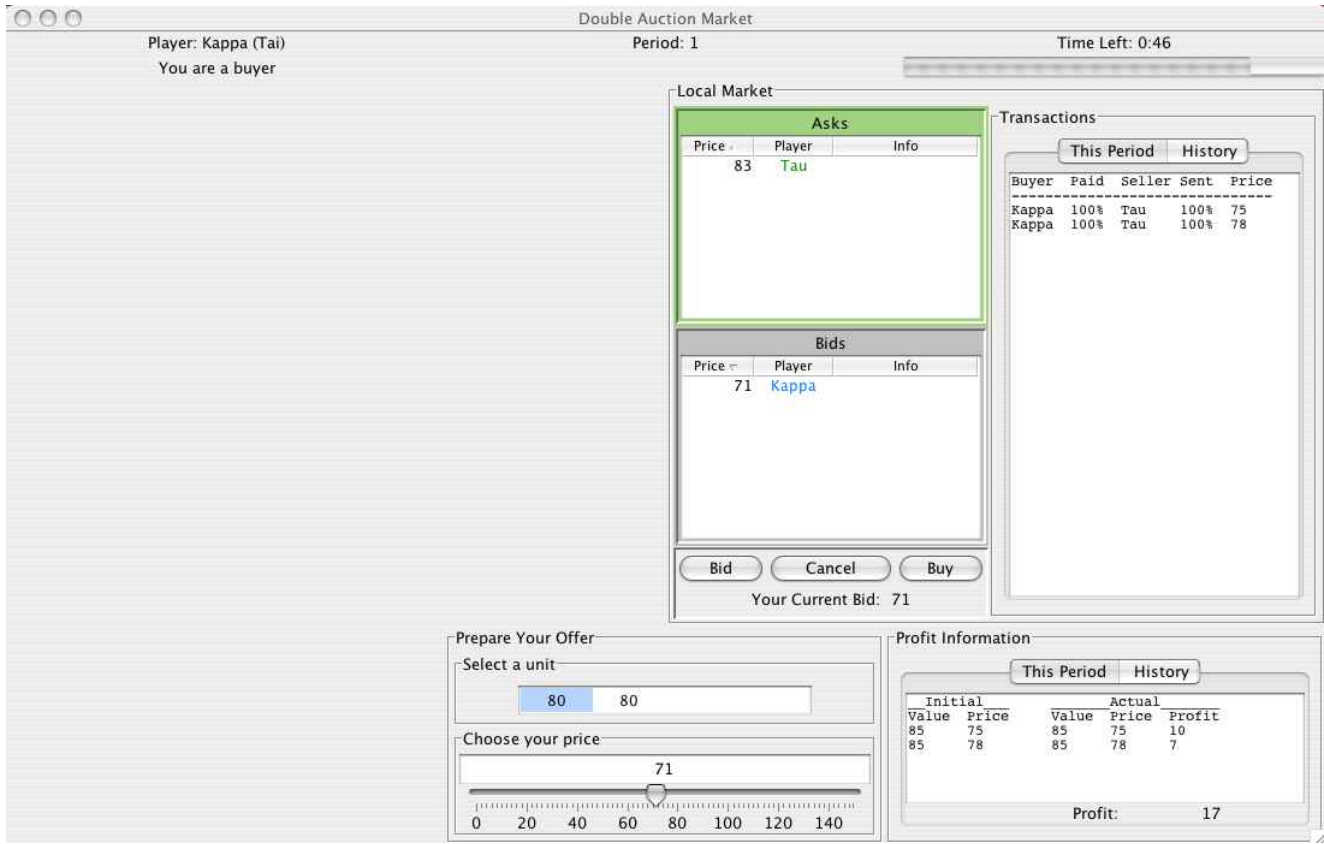 Double Auction Market
Player: Kappa (Tai) Period: 1 Time Left: 0:46
You are a buyer
Local Market
Asks
Price Player Info
83 Tau
Bids
Price Player Info
71 Kappa
Bid Cancel Buy
Your Current Bid: 71
Transactions
This Period History
Buyer Paid Seller Sent Price
Kappa 100% Tau 100% 75
Kappa 100% Tau 100% 78
Prepare Your Offer
Select a unit
80 80
Choose your price
71
0 20 40 60 80 100 120 140
Profit Information
This Period History
Initial Actual
Value Price Value Price Profit
85 75 85 75 10
85 78 85 78 7
Profit: 17